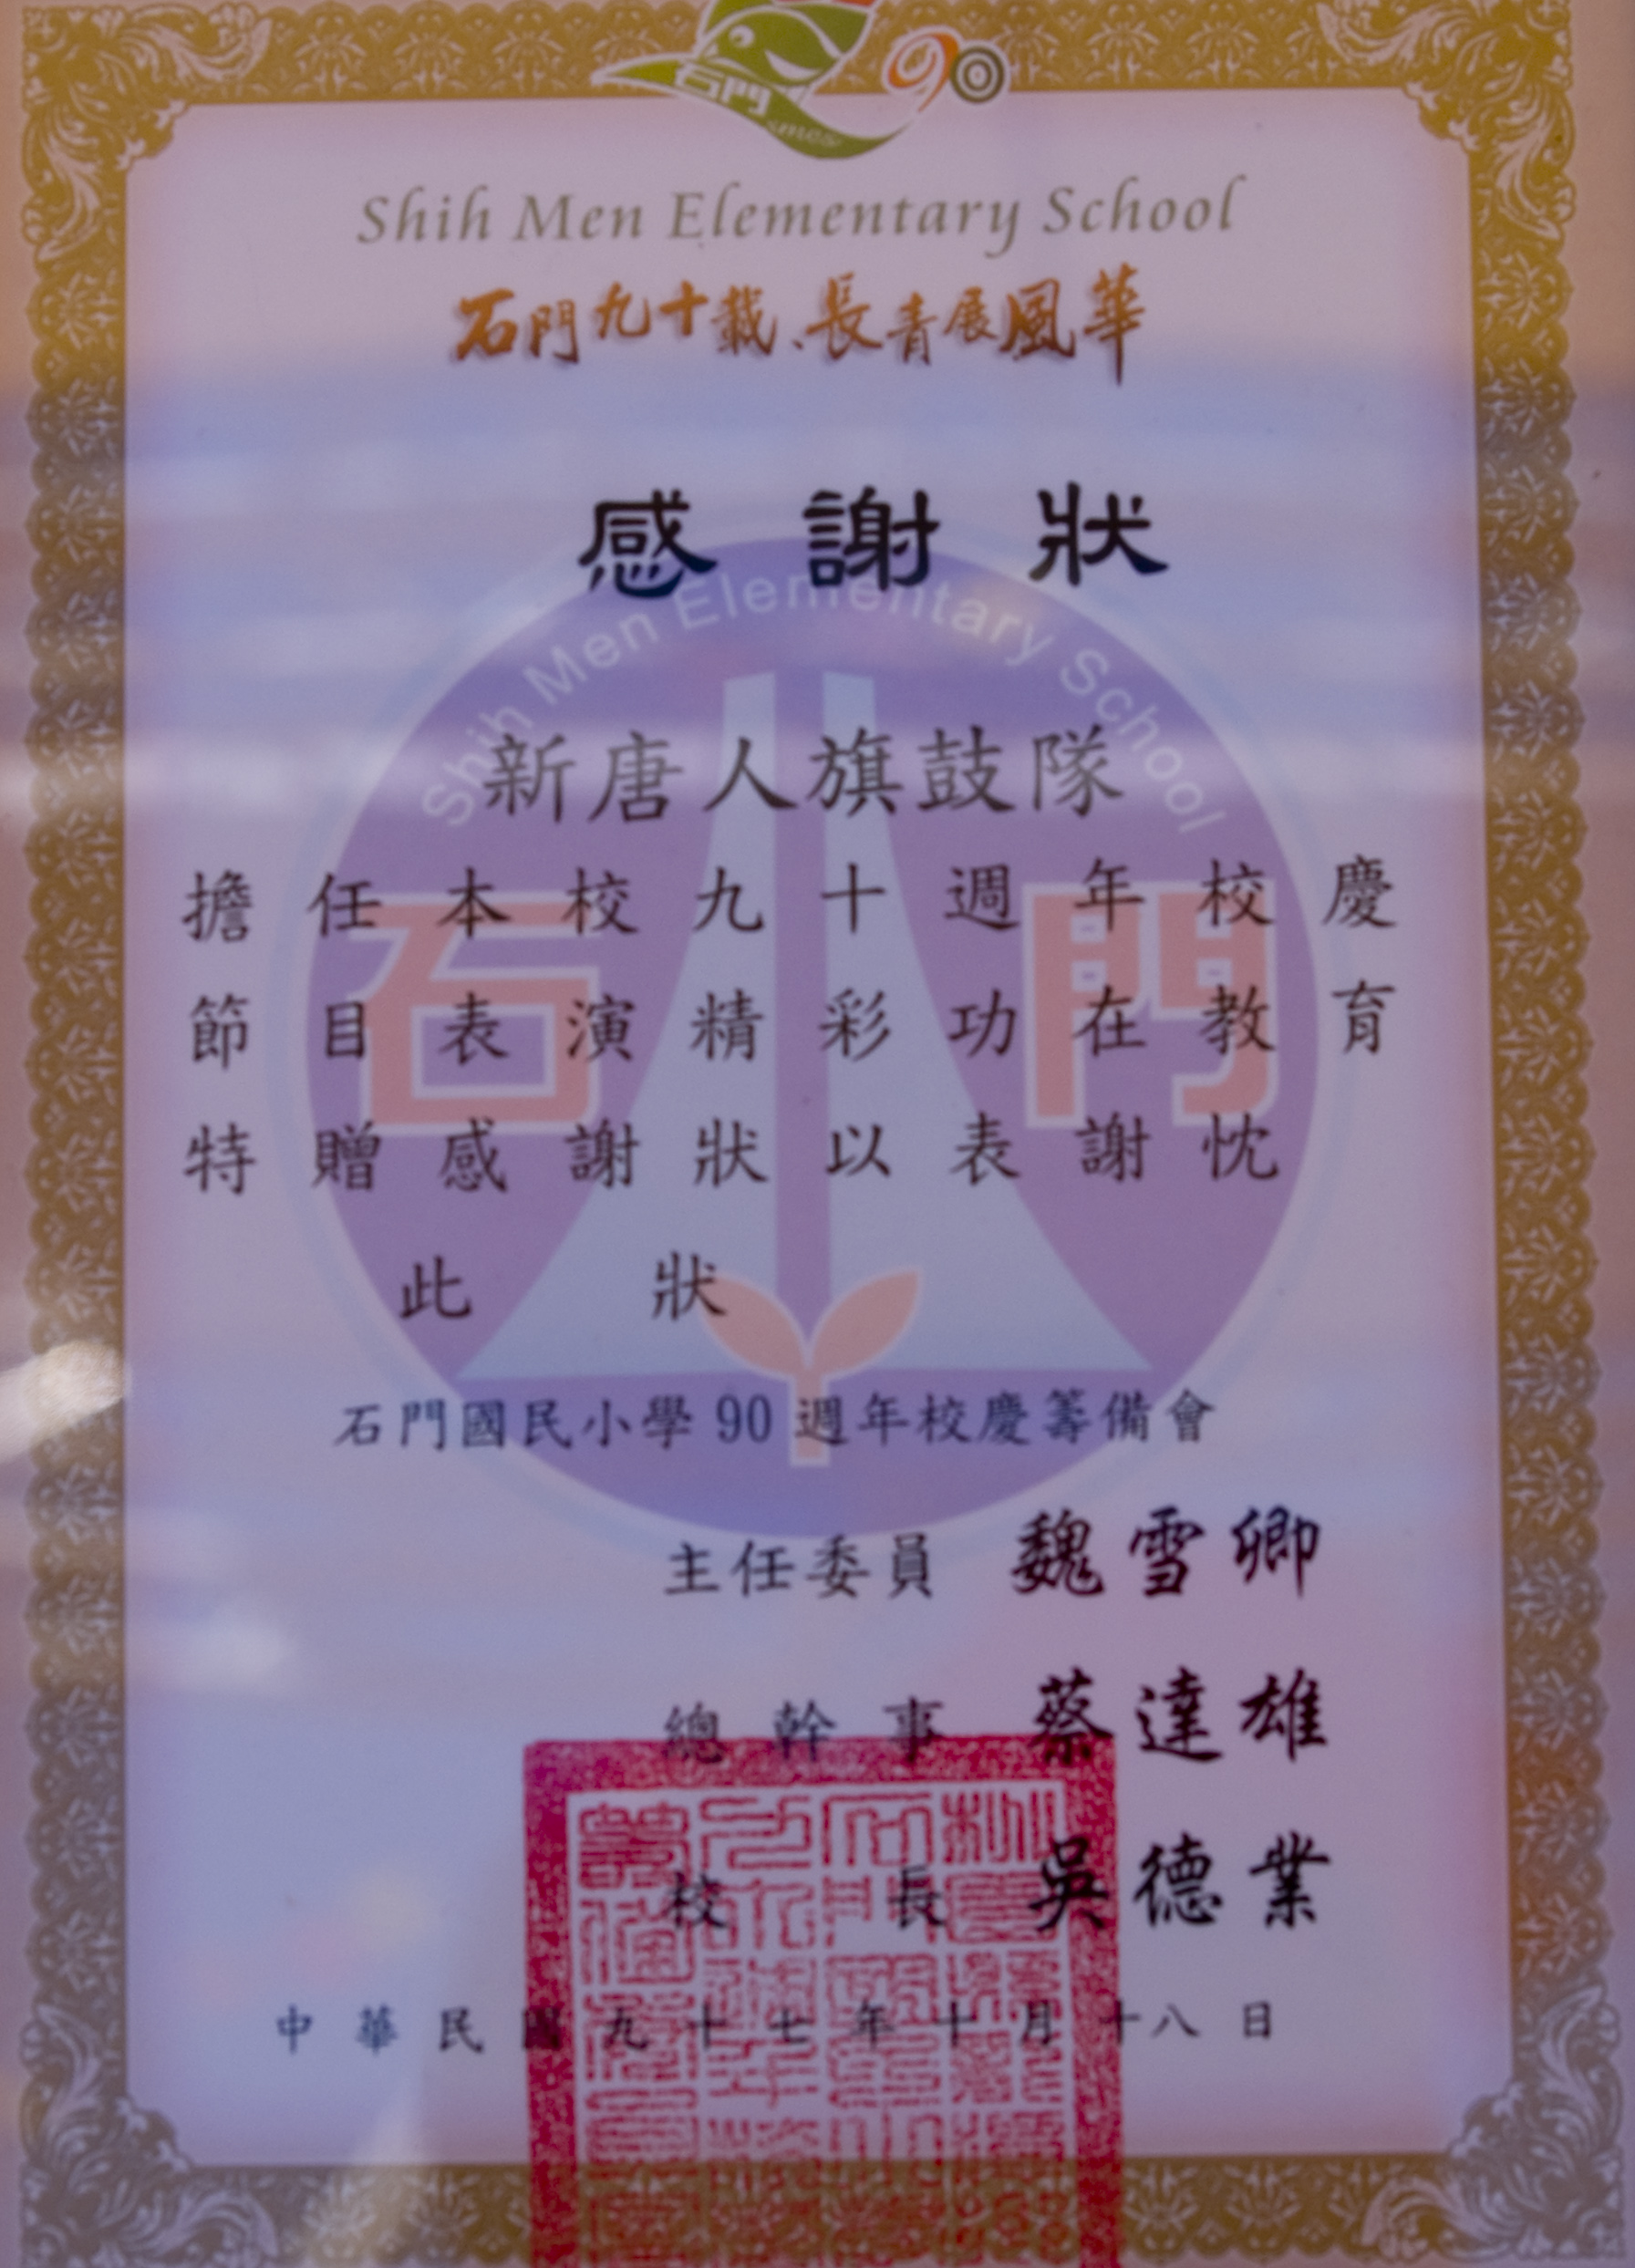 石門
90
Shih Men Elementary School
石門九十載、長青展風華
感謝狀
Shih Men Elementary School
新唐人旗鼓隊
石門
擔任本校九十週年校慶
節目表演精彩功在教育
特贈感謝狀以表謝忱
此狀
石門國民小學90週年校慶籌備會
主任委員 魏雪卿
總幹事 蔡達雄
校長 吳德業
中華民國九十七年十月十八日